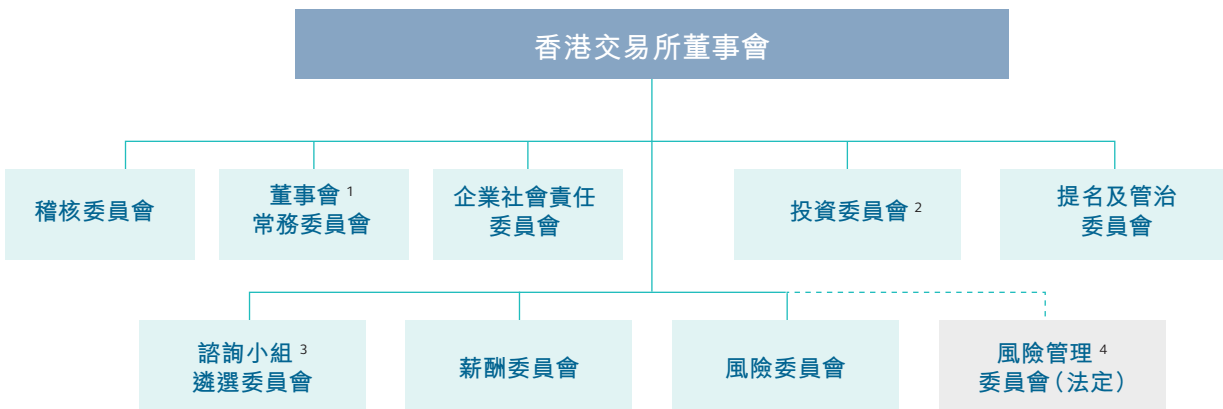 香港交易所董事會
稽核委員會
董事會 1
常務委員會
企業社會責任
委員會
投資委員會 2
提名及管治
委員會
諮詢小組 3
遴選委員會
薪酬委員會
風險委員會
風險管理 4
委員會（法定）